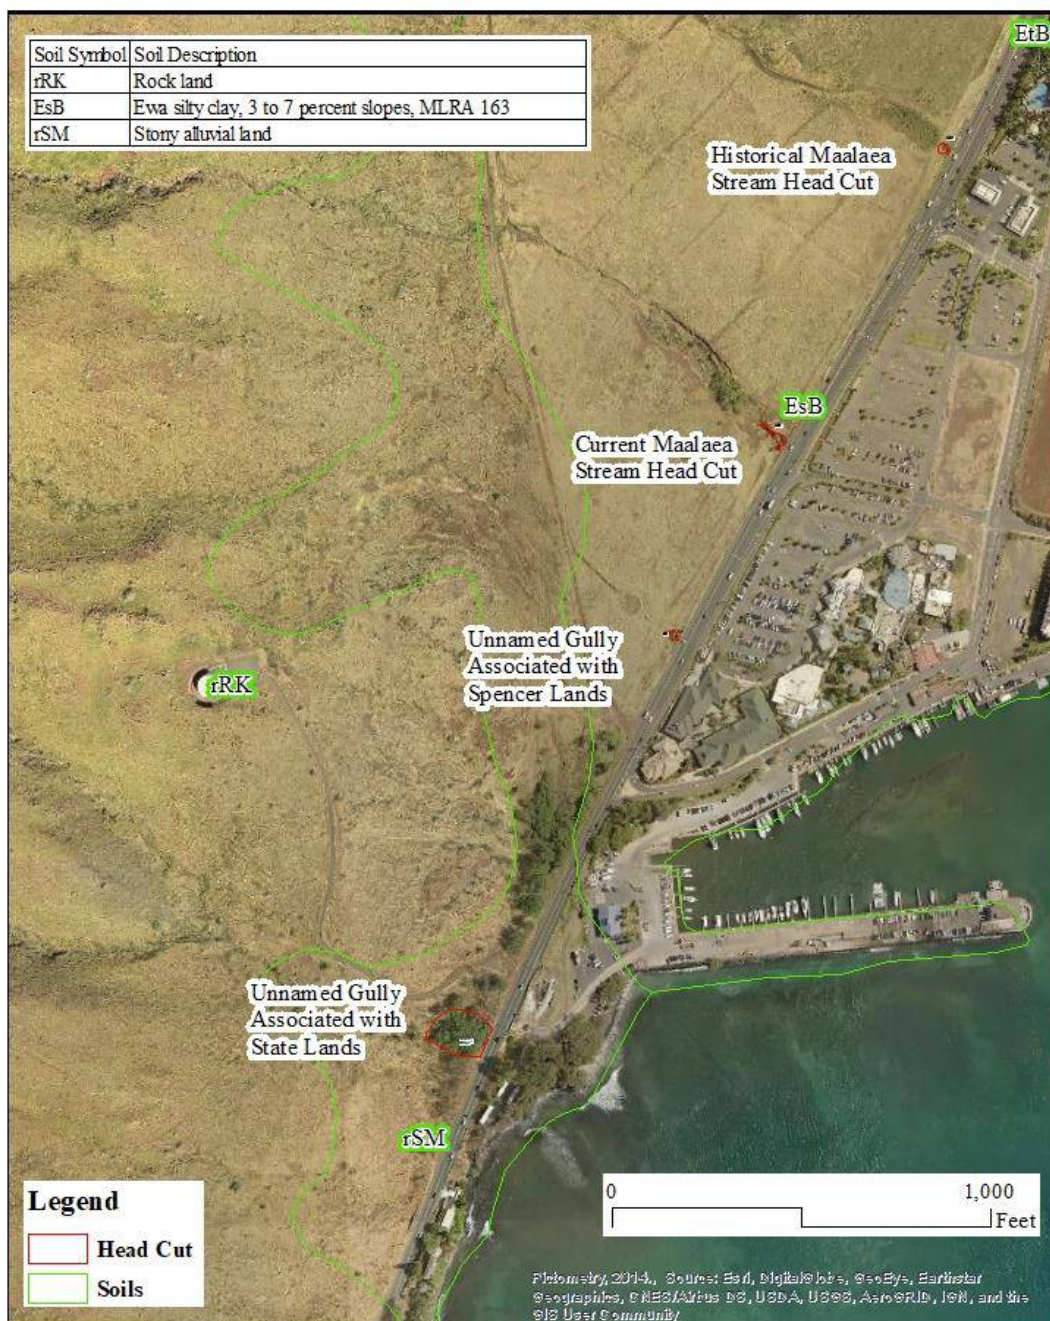 Soil Symbol Soil Description
rRK Rock land
EsB Ewa silty clay, 3 to 7 percent slopes, MLRA 163
rSM Stony alluvial land
EtB
Historical Maalaea
Stream Head Cut
EsB
Current Maalaea
Stream Head Cut
Unnamed Gully
Associated with
Spencer Lands
rRK
Unnamed Gully
Associated with
State Lands
rSM
Legend
Head Cut
Soils
0 1,000
Feet
Pictometry, 2014., Source: Esri, DigitalGlobe, GeoEye, Earthstar
Geographics, CNES/Airbus DS, USDA, USGS, AeroGRID, IGN, and the
GIS User Community